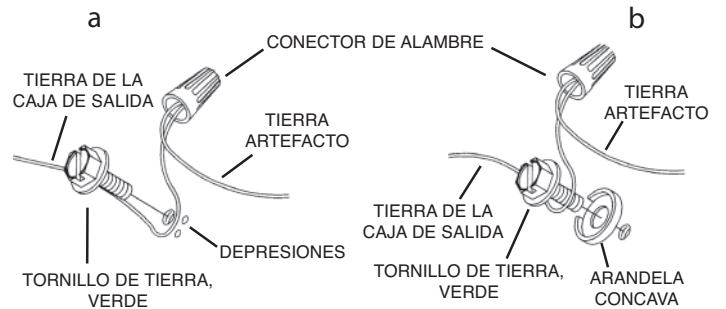 a
b
CONECTOR DE ALAMBRE
TIERRA DE LA
CAJA DE SALIDA
TIERRA
ARTEFACTO
DEPRESIONES
TORNILLO DE TIERRA,
VERDE
TIERRA
ARTEFACTO
TIERRA DE LA
CAJA DE SALIDA
TORNILLO DE TIERRA,
VERDE
ARANDELA
CONCAVA